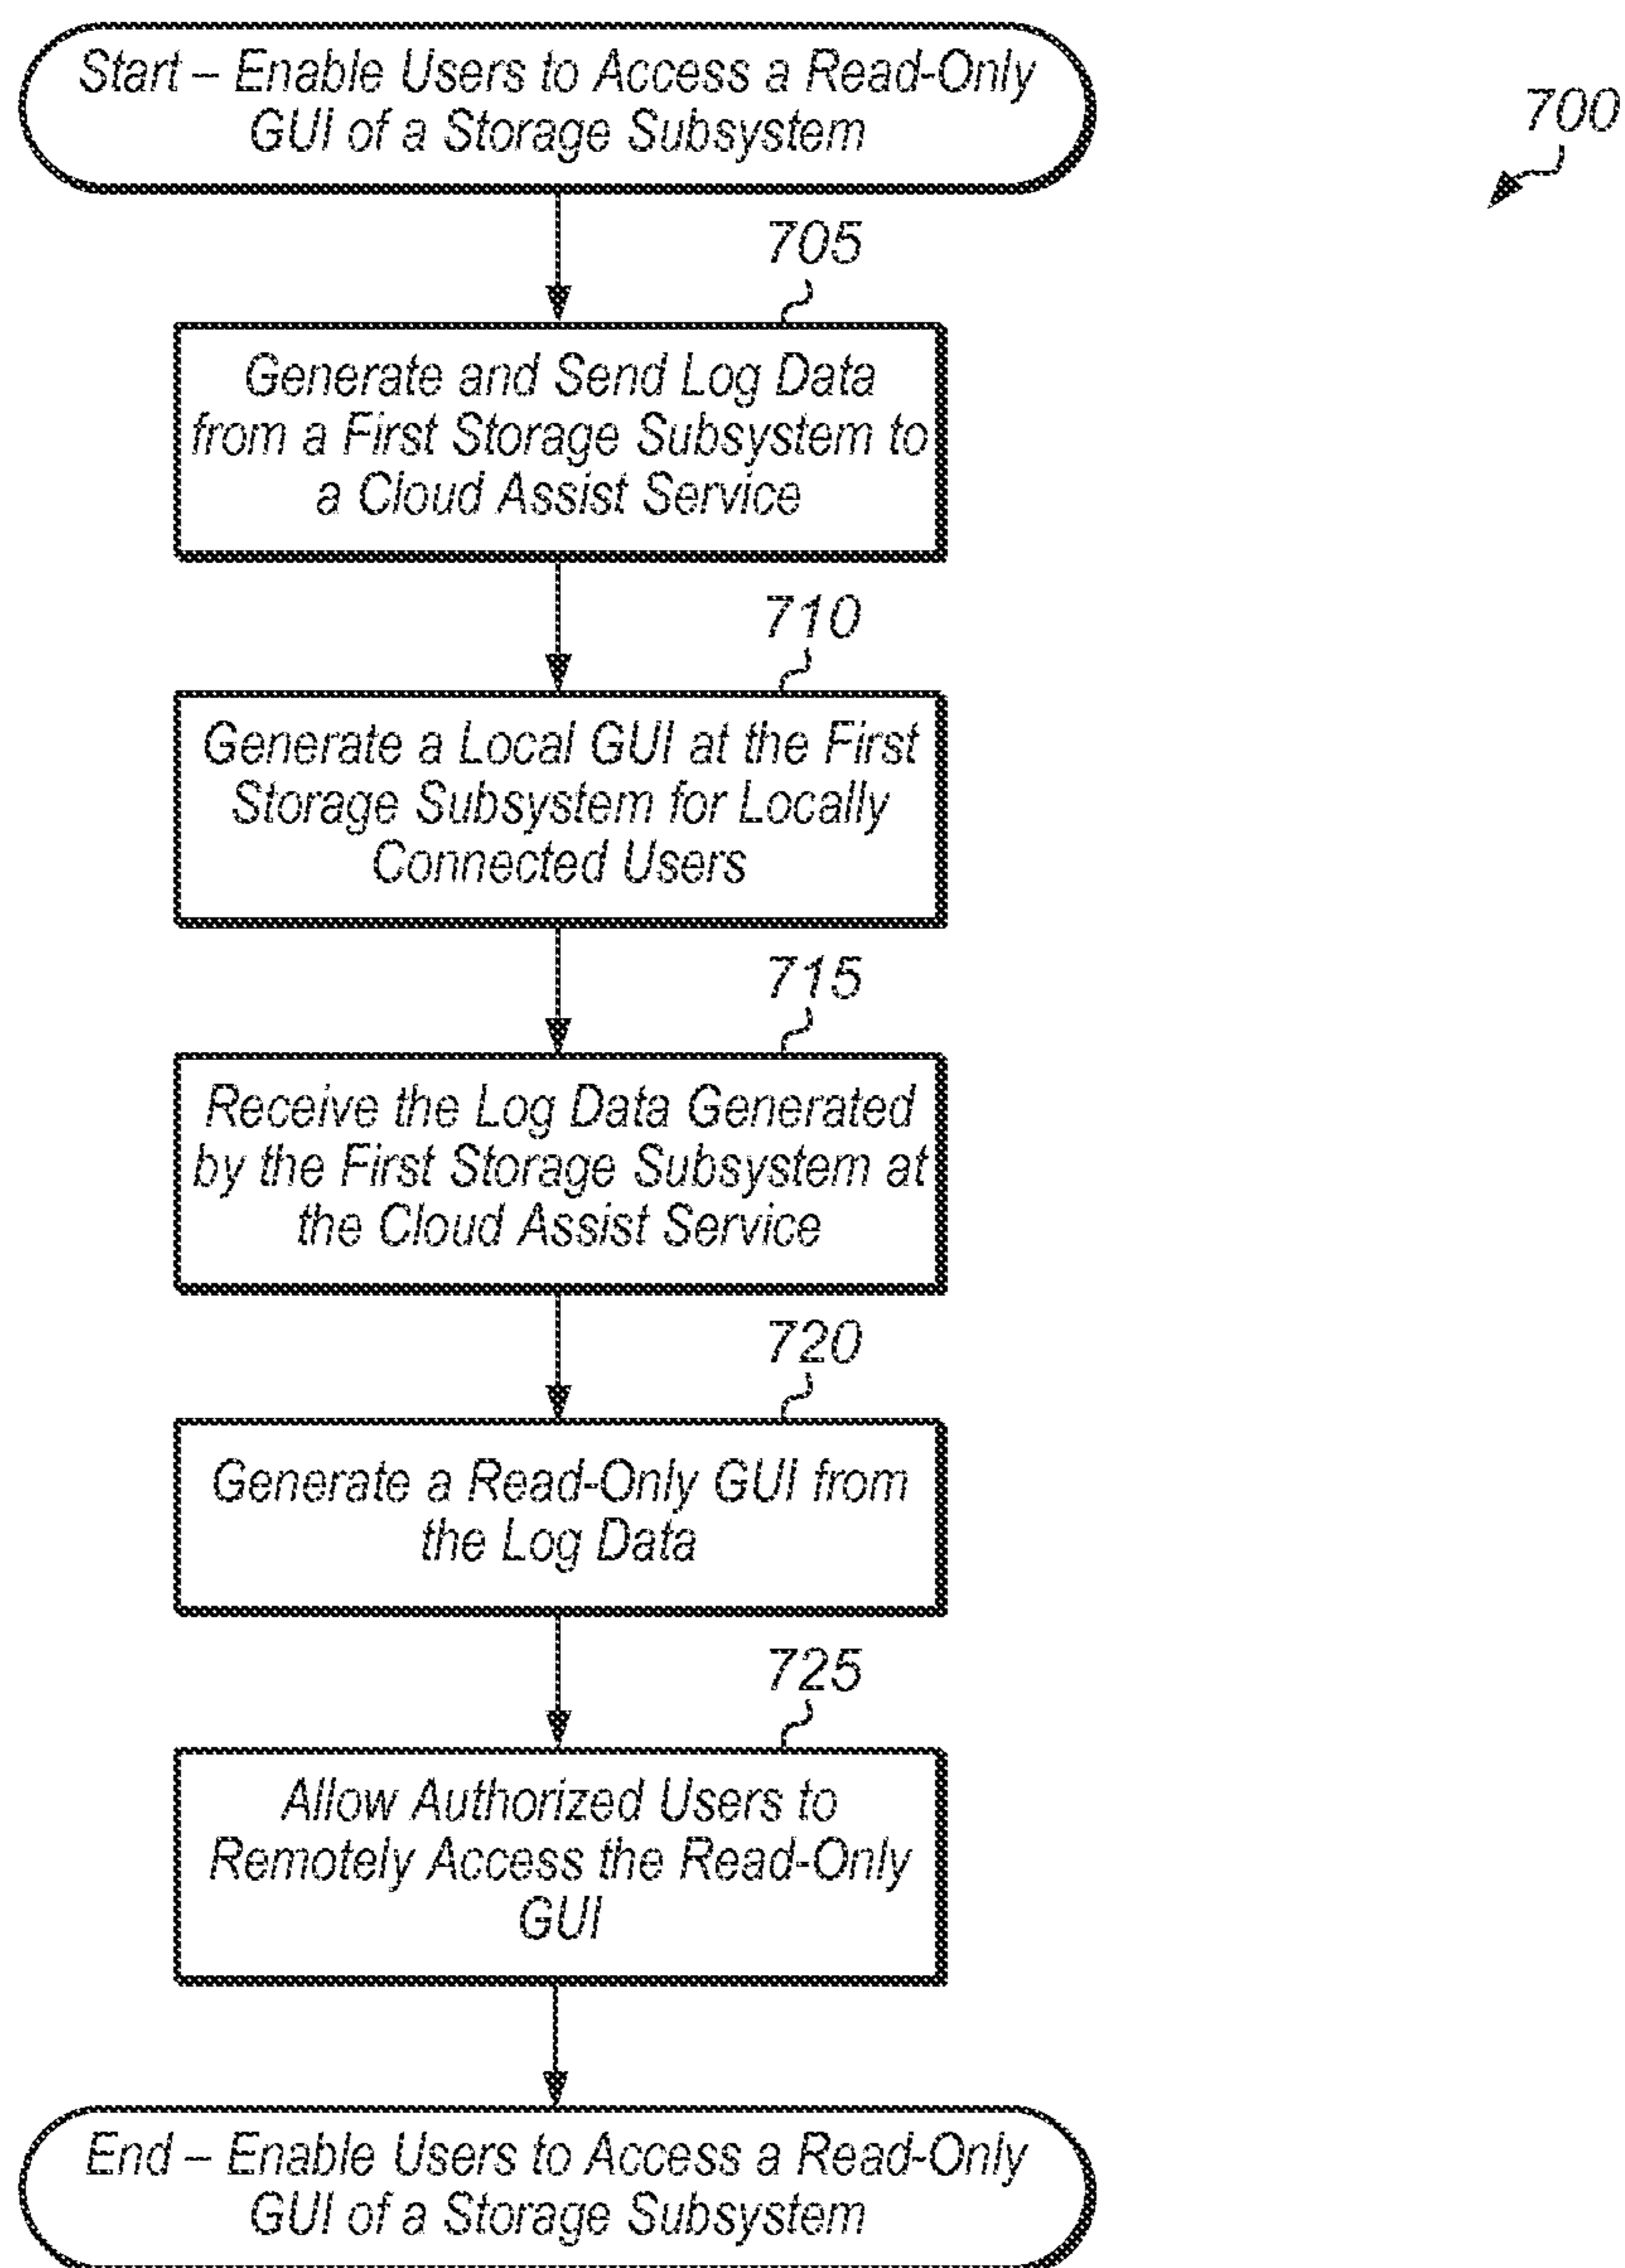 Start – Enable Users to Access a Read-Only
GUI of a Storage Subsystem
700
705
Generate and Send Log Data
from a First Storage Subsystem to
a Cloud Assist Service
710
Generate a Local GUI at the First
Storage Subsystem for Locally
Connected Users
715
Receive the Log Data Generated
by the First Storage Subsystem at
the Cloud Assist Service
720
Generate a Read-Only GUI from
the Log Data
725
Allow Authorized Users to
Remotely Access the Read-Only
GUI
End – Enable Users to Access a Read-Only
GUI of a Storage Subsystem